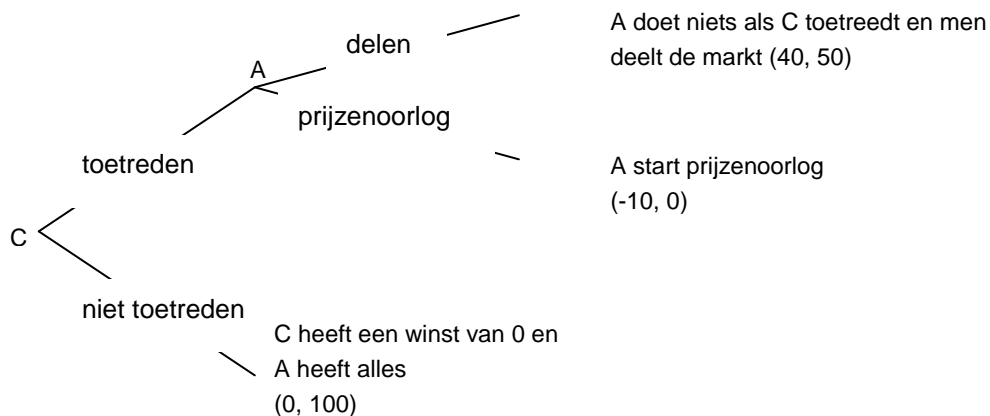 A doet niets als C toetreedt en men
deelt de markt (40, 50)
delen
A
prijzenoorlog
toetreden
A start prijzenoorlog
(-10, 0)
C
niet toetreden
C heeft een winst van 0 en
A heeft alles
(0, 100)